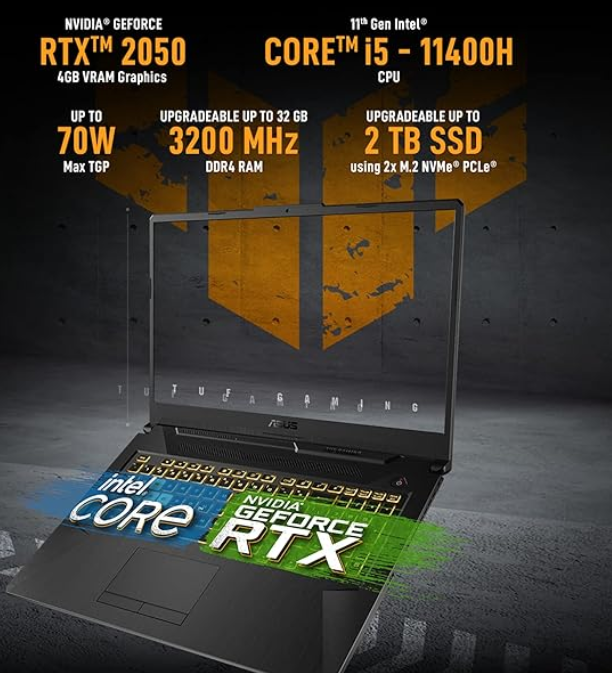 NVIDIA® GEFORCE
RTX™ 2050
4GB VRAM Graphics
11th Gen Intel®
CORE™ i5 - 11400H
CPU
UP TO
70W
Max TGP
UPGRADEABLE UP TO 32 GB
3200 MHz
DDR4 RAM
UPGRADEABLE UP TO
2 TB SSD
using 2x M.2 NVMe® PCLe®
TUF GAMING
ASUS
intel.
CORE
NVIDIA
GEFORCE
RTX